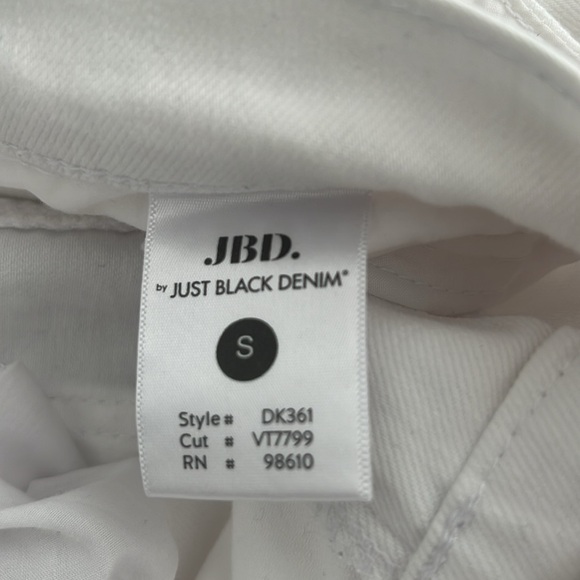 JBD.
by JUST BLACK DENIM®
S
Style# DK361
Cut # VT7799
RN # 98610